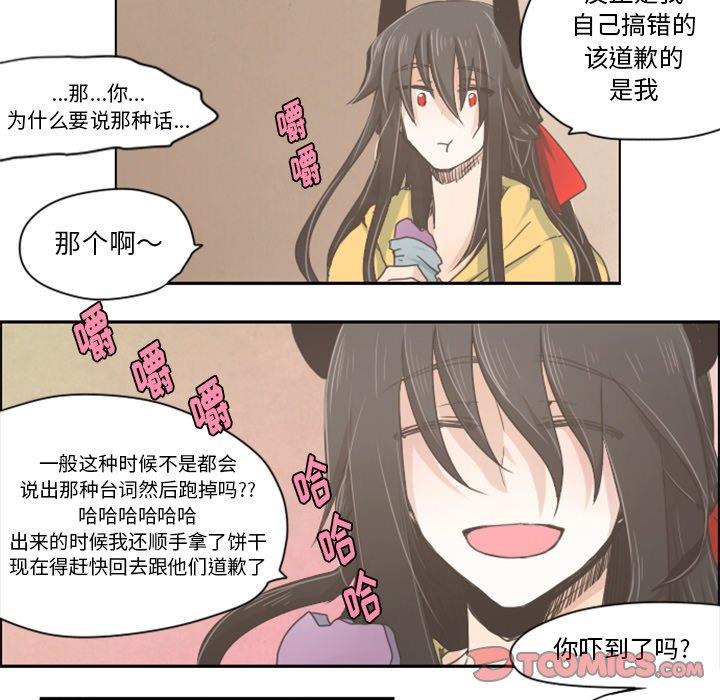 自己搞错的
该道歉的
是我
...那...你...
为什么要说那种话...
嚼
嚼
那个啊～
嚼
嚼
嚼
一般这种时候不是都会
说出那种台词然后跑掉吗??
哈哈哈哈哈哈
出来的时候我还顺手拿了饼干
现在得赶快回去跟他们道歉了
哈
哈
哈
你吓到了吗?
TOOMICS.COM